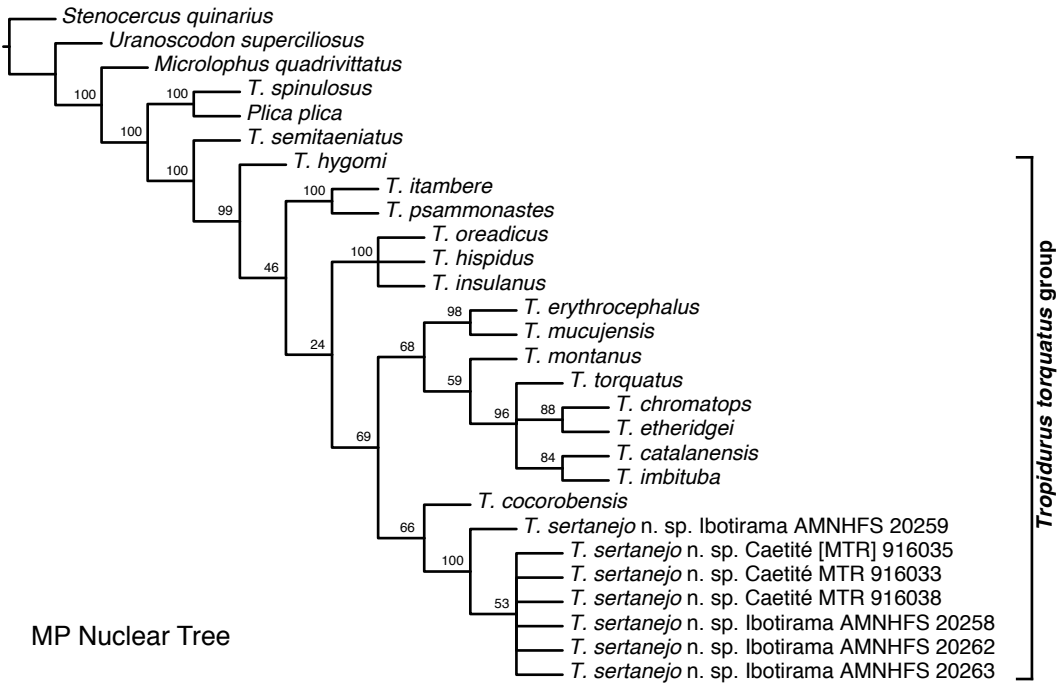 Stenocercus quinarius
Uranoscodon superciliosus
Microlophus quadrivittatus
100
T. spinulosus
100
Plica plica
100
T. semitaeniatus
100
T. hygomi
99
T. itambere
100
T. psammonastes
46
T. oreadicus
100
T. hispidus
T. insulanus
24
T. erythrocephalus
98
T. mucujensis
68
T. montanus
59
T. torquatus
96
T. chromatops
88
T. etheridgei
69
T. catalanensis
84
T. imbituba
T. cocorobensis
66
T. sertanejo n. sp. Ibotirama AMNHFS 20259
100
T. sertanejo n. sp. Caetité [MTR] 916035
T. sertanejo n. sp. Caetité MTR 916033
T. sertanejo n. sp. Caetité MTR 916038
53
T. sertanejo n. sp. Ibotirama AMNHFS 20258
T. sertanejo n. sp. Ibotirama AMNHFS 20262
T. sertanejo n. sp. Ibotirama AMNHFS 20263
Tropidurus torquatus group
MP Nuclear Tree